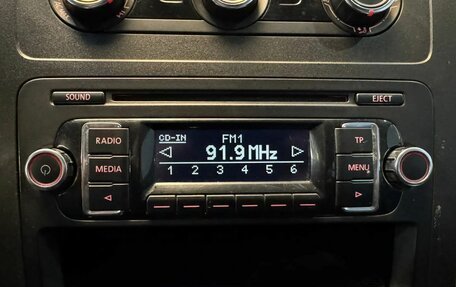 SOUND
EJECT
RADIO
CD-IN
FM1
TP
◁ 91.9 MHz ▷
MEDIA
1 2 3 4 5 6
MENU